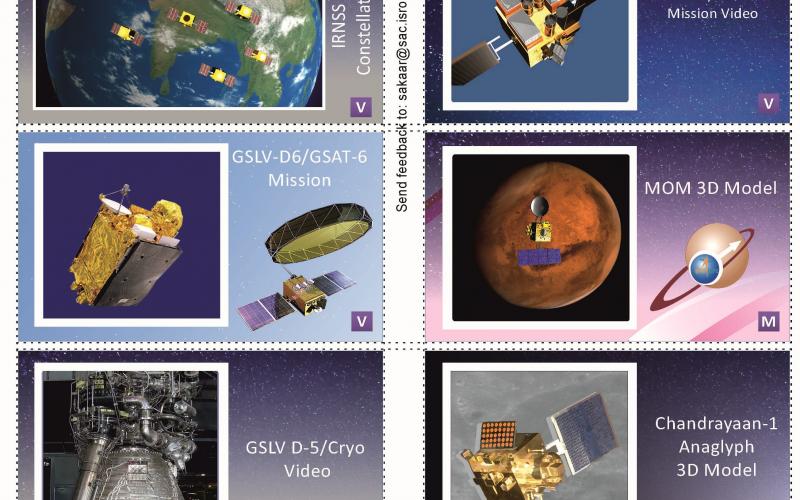 IRNSS
Constellat
V
Send feedback to: sakaar@sac.isro
Mission Video
V
GSLV-D6/GSAT-6
Mission
V
MOM 3D Model
M
GSLV D-5/Cryo
Video
Chandrayaan-1
Anaglyph
3D Model